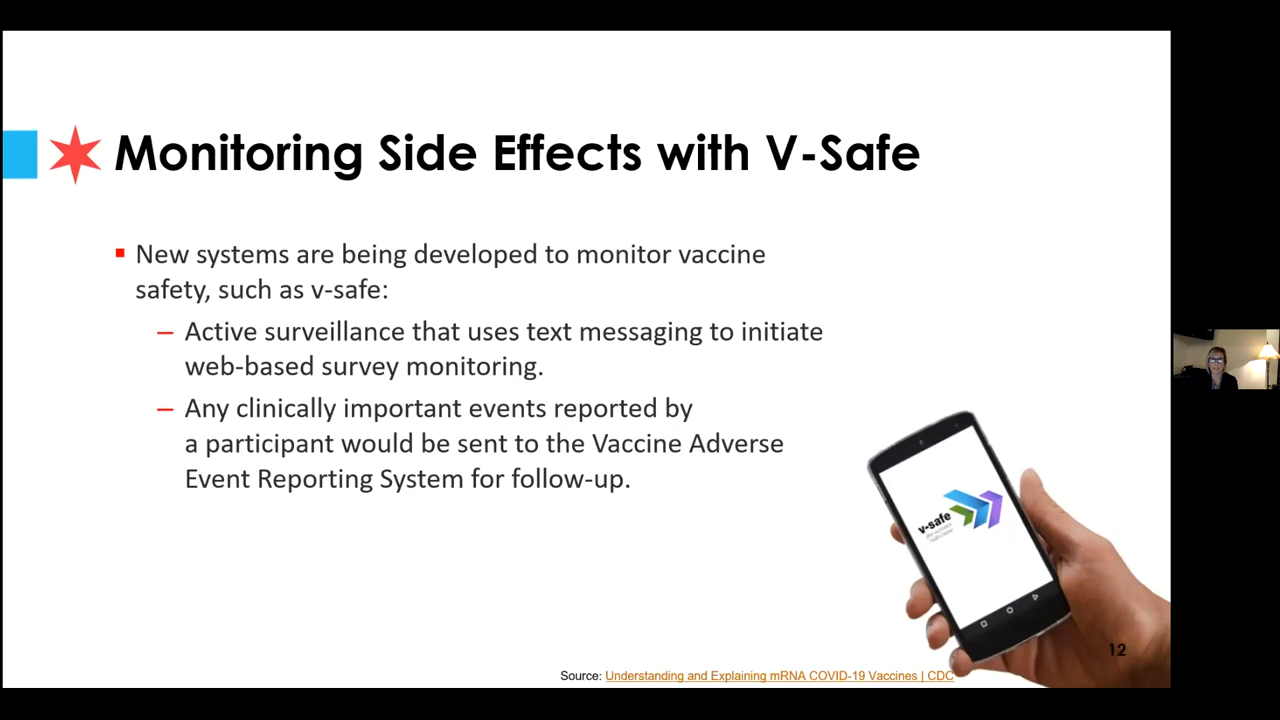 Monitoring Side Effects with V-Safe
New systems are being developed to monitor vaccine
safety, such as v-safe:
Active surveillance that uses text messaging to initiate
web-based survey monitoring.
Any clinically important events reported by
a participant would be sent to the Vaccine Adverse
Event Reporting System for follow-up.
v-safe
12
Source: Understanding and Explaining mRNA COVID-19 Vaccines | CDC